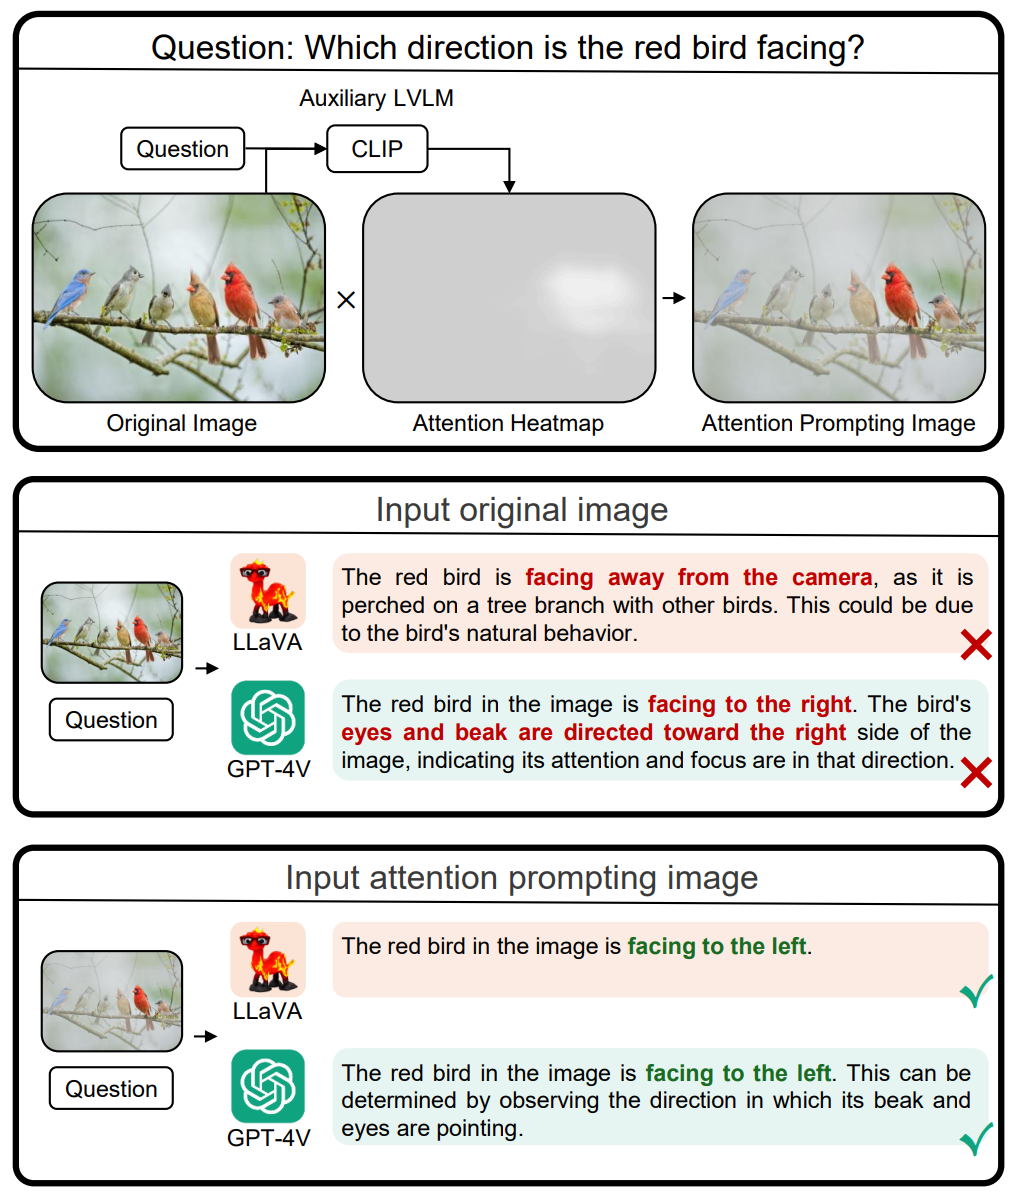 Question: Which direction is the red bird facing?
Auxiliary LVLM
Question
CLIP
×
Original Image
Attention Heatmap
Attention Prompting Image
Input original image
LLaVA
The red bird is facing away from the camera, as it is
perched on a tree branch with other birds. This could be due
to the bird's natural behavior.
Question
GPT-4V
The red bird in the image is facing to the right. The bird's
eyes and beak are directed toward the right side of the
image, indicating its attention and focus are in that direction.
Input attention prompting image
LLaVA
The red bird in the image is facing to the left.
Question
GPT-4V
The red bird in the image is facing to the left. This can be
determined by observing the direction in which its beak and
eyes are pointing.